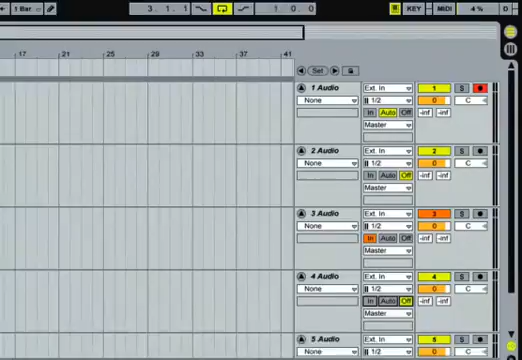 1 Bar 3. 1. 1 1. 0. 0 KEY MIDI 4 % D
17 21 25 29 33 37 41
Set
1 Audio Ext. In 1 S
None 1/2 0 C
In Auto Off -inf -inf
Master
2 Audio Ext. In 2 S
None 1/2 0 C
In Auto Off -inf -inf
Master
3 Audio Ext. In 3 S
None 1/2 0 C
In Auto Off -inf -inf
Master
4 Audio Ext. In 4 S
None 1/2 0 C
In Auto Off -inf -inf
Master
5 Audio Ext. In 5 S
None 1/2 0 C